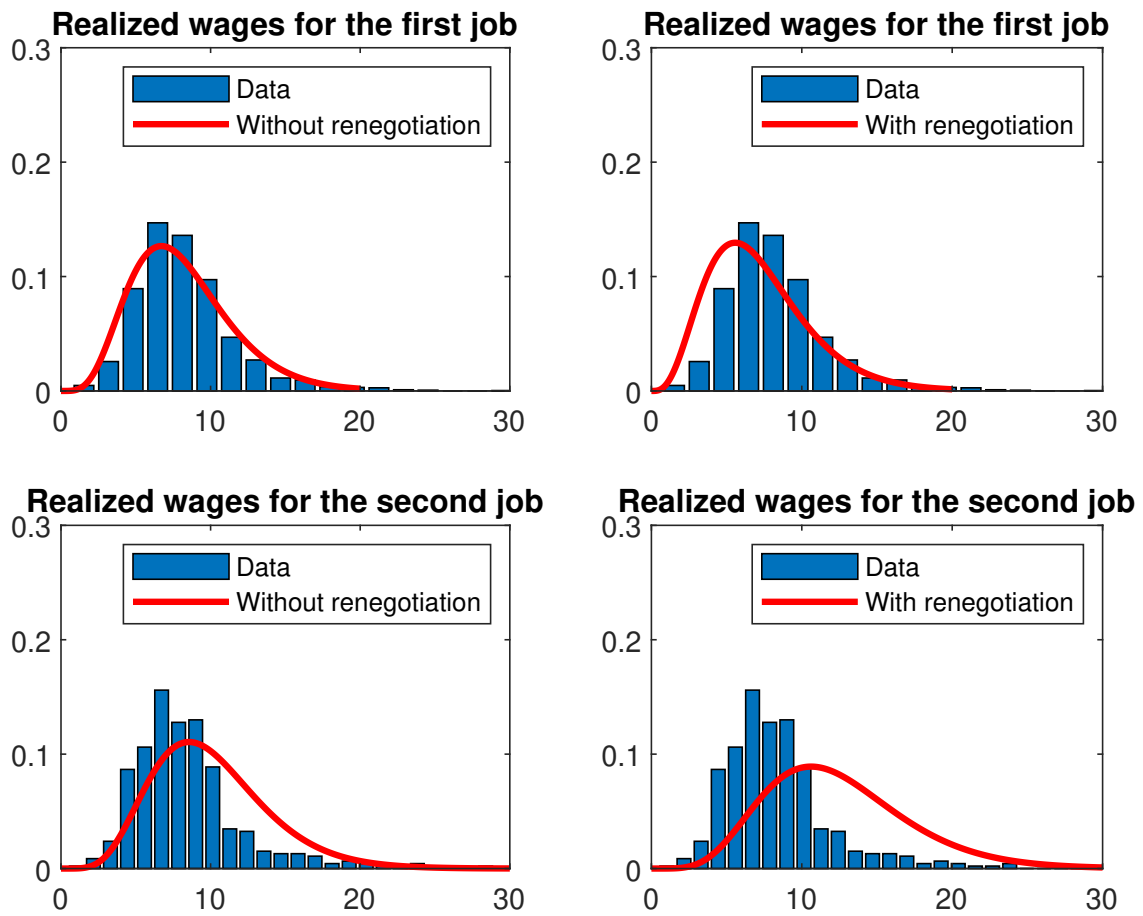 Realized wages for the first job
0.3
0.2
0.1
0
Data
Without renegotiation
0 10 20 30
Realized wages for the first job
0.3
0.2
0.1
0
Data
With renegotiation
0 10 20 30
Realized wages for the second job
0.3
0.2
0.1
0
Data
Without renegotiation
0 10 20 30
Realized wages for the second job
0.3
0.2
0.1
0
Data
With renegotiation
0 10 20 30